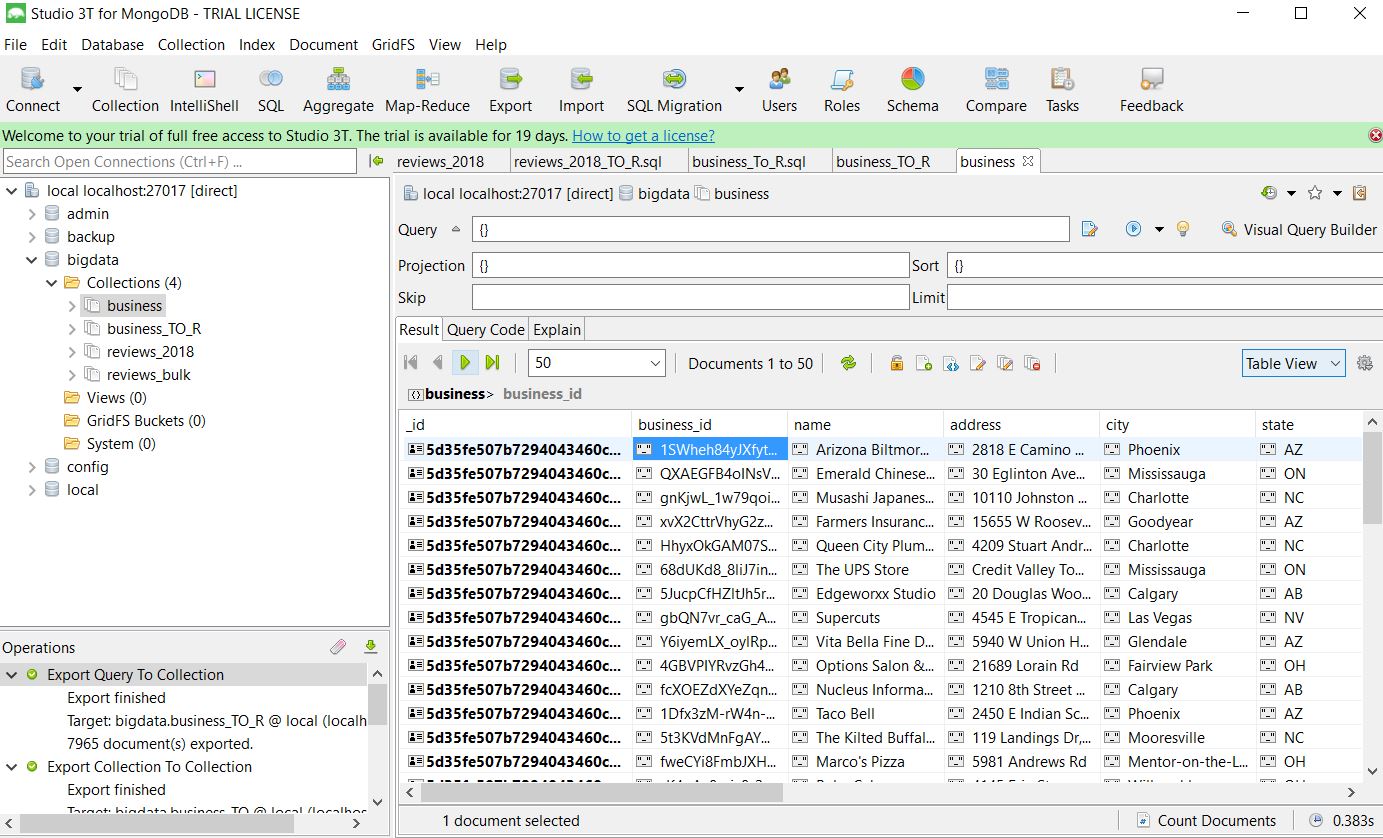 Studio 3T for MongoDB - TRIAL LICENSE
File Edit Database Collection Index Document GridFS View Help
Connect Collection IntelliShell SQL Aggregate Map-Reduce Export Import SQL Migration Users Roles Schema Compare Tasks Feedback
Welcome to your trial of full free access to Studio 3T. The trial is available for 19 days. How to get a license?
Search Open Connections (Ctrl+F) ...
reviews_2018 reviews_2018_TO_R.sql business_To_R.sql business_TO_R business
local localhost:27017 [direct]
admin
backup
bigdata
Collections (4)
business
business_TO_R
reviews_2018
reviews_bulk
Views (0)
GridFS Buckets (0)
System (0)
config
local
Operations
Export Query To Collection
Export finished
Target: bigdata.business_TO_R @ local (localh
7965 document(s) exported.
Export Collection To Collection
Export finished
local localhost:27017 [direct] bigdata business
Query {} Visual Query Builder
Projection {} Sort {}
Skip Limit
Result Query Code Explain
50 Documents 1 to 50 Table View
business> business_id
_id business_id name address city state
5d35fe507b7294043460c... 1SWheh84yJXfyt... Arizona Biltmor... 2818 E Camino ... Phoenix AZ
5d35fe507b7294043460c... QXAEGFB4oINsV... Emerald Chinese... 30 Eglinton Ave... Mississauga ON
5d35fe507b7294043460c... gnKjwL_1w79qoi... Musashi Japanes... 10110 Johnston ... Charlotte NC
5d35fe507b7294043460c... xvX2CttrVhyG2z... Farmers Insuranc... 15655 W Roosev... Goodyear AZ
5d35fe507b7294043460c... HhyxOkGAM07S... Queen City Plum... 4209 Stuart Andr... Charlotte NC
5d35fe507b7294043460c... 68dUKd8_8liJ7in... The UPS Store Credit Valley To... Mississauga ON
5d35fe507b7294043460c... 5JucpCfHZltJh5r... Edgeworxx Studio 20 Douglas Woo... Calgary AB
5d35fe507b7294043460c... gbQN7vr_caG_A... Supercuts 4545 E Tropican... Las Vegas NV
5d35fe507b7294043460c... Y6iyemLX_oylRp... Vita Bella Fine D... 5940 W Union H... Glendale AZ
5d35fe507b7294043460c... 4GBVPIYRvzGh4... Options Salon &... 21689 Lorain Rd Fairview Park OH
5d35fe507b7294043460c... fcXOEZdXYeZqn... Nucleus Informa... 1210 8th Street ... Calgary AB
5d35fe507b7294043460c... 1Dfx3zM-rW4n-... Taco Bell 2450 E Indian Sc... Phoenix AZ
5d35fe507b7294043460c... 5t3KVdMnFgAY... The Kilted Buffal... 119 Landings Dr,... Mooresville NC
5d35fe507b7294043460c... fweCYi8FmbJXH... Marco's Pizza 5981 Andrews Rd Mentor-on-the-L... OH
1 document selected Count Documents 0.383s